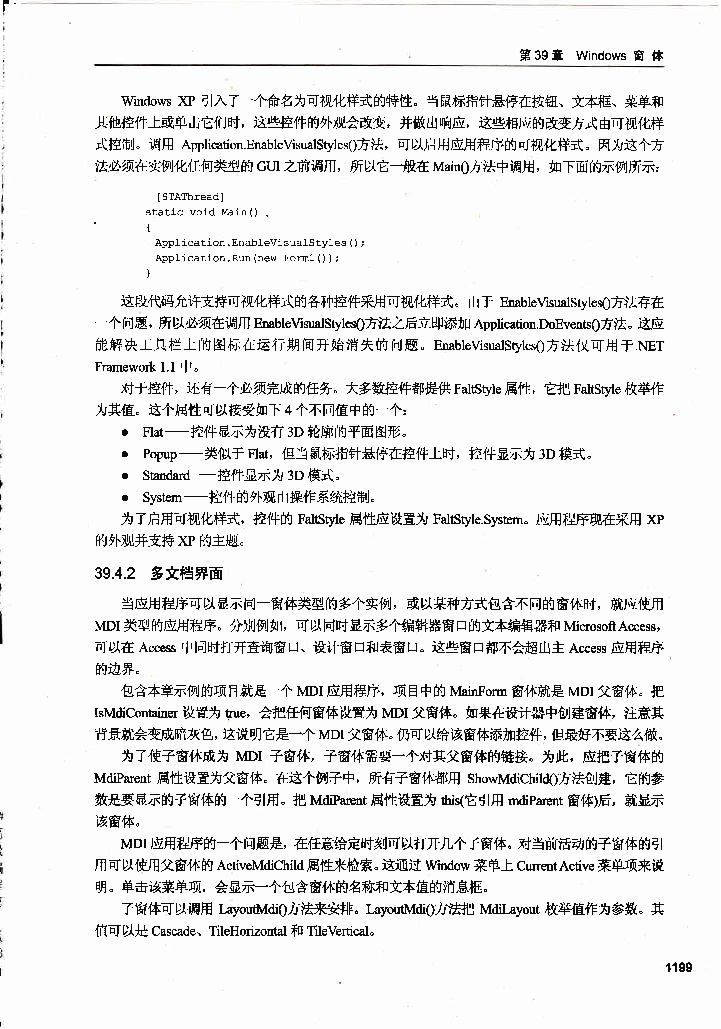 第39章 Windows 窗 体
Windows XP 引入了一个命名为可视化样式的特性。当鼠标指针悬停在按钮、文本框、菜单和
其他控件上或单击它们时，这些控件的外观会改变，并做出响应，这些相应的改变方式由可视化样
式控制。调用 Application.EnableVisualStyles()方法，可以启用应用程序的可视化样式。因为这个方
法必须在实例化任何类型的 GUI 之前调用，所以它一般在 Main()方法中调用，如下面的示例所示：
[STAThread]
static void Main()
{
Application.EnableVisualStyles();
Application.Run(new Form1());
}
这段代码允许支持可视化样式的各种控件采用可视化样式。由于 EnableVisualStyles()方法存在
一个问题，所以必须在调用 EnableVisualStyles()方法之后立即添加 Application.DoEvents()方法。这应
能解决工具栏上的图标在运行期间开始消失的问题。EnableVisualStyles()方法仅可用于.NET
Framework 1.1 中。
对于控件，还有一个必须完成的任务。大多数控件都提供 FaltStyle 属性，它把 FaltStyle 枚举作
为其值。这个属性可以接受如下 4 个不同值中的一个：
● Flat——控件显示为没有 3D 轮廓的平面图形。
● Popup——类似于 Flat，但当鼠标指针悬停在控件上时，控件显示为 3D 模式。
● Standard ——控件显示为 3D 模式。
● System——控件的外观由操作系统控制。
为了启用可视化样式，控件的 FaltStyle 属性应设置为 FaltStyle.System。应用程序现在采用 XP
的外观并支持 XP 的主题。
39.4.2 多文档界面
当应用程序可以显示同一窗体类型的多个实例，或以某种方式包含不同的窗体时，就应使用
MDI 类型的应用程序。分别例如，可以同时显示多个编辑器窗口的文本编辑器和 Microsoft Access，
可以在 Access 中同时打开查询窗口、设计窗口和表窗口。这些窗口都不会超出主 Access 应用程序
的边界。
包含本章示例的项目就是一个 MDI 应用程序，项目中的 MainForm 窗体就是 MDI 父窗体。把
IsMdiContainer 设置为 true，会把任何窗体设置为 MDI 父窗体。如果在设计器中创建窗体，注意其
背景就会变成暗灰色，这说明它是一个 MDI 父窗体。仍可以给该窗体添加控件，但最好不要这么做。
为了使子窗体成为 MDI 子窗体，子窗体需要一个对其父窗体的链接。为此，应把子窗体的
MdiParent 属性设置为父窗体。在这个例子中，所有子窗体都用 ShowMdiChild()方法创建，它的参
数是要显示的子窗体的一个引用。把 MdiParent 属性设置为 this(它引用 mdiParent 窗体)后，就显示
该窗体。
MDI 应用程序的一个问题是，在任意给定时刻可以打开几个子窗体。对当前活动的子窗体的引
用可以使用父窗体的 ActiveMdiChild 属性来检索。这通过 Window 菜单上 Current Active 菜单项来说
明。单击该菜单项，会显示一个包含窗体的名称和文本值的消息框。
子窗体可以调用 LayoutMdi()方法来安排。LayoutMdi()方法把 MdiLayout 枚举值作为参数。其
值可以是 Cascade、TileHorizontal 和 TileVertical。
1199